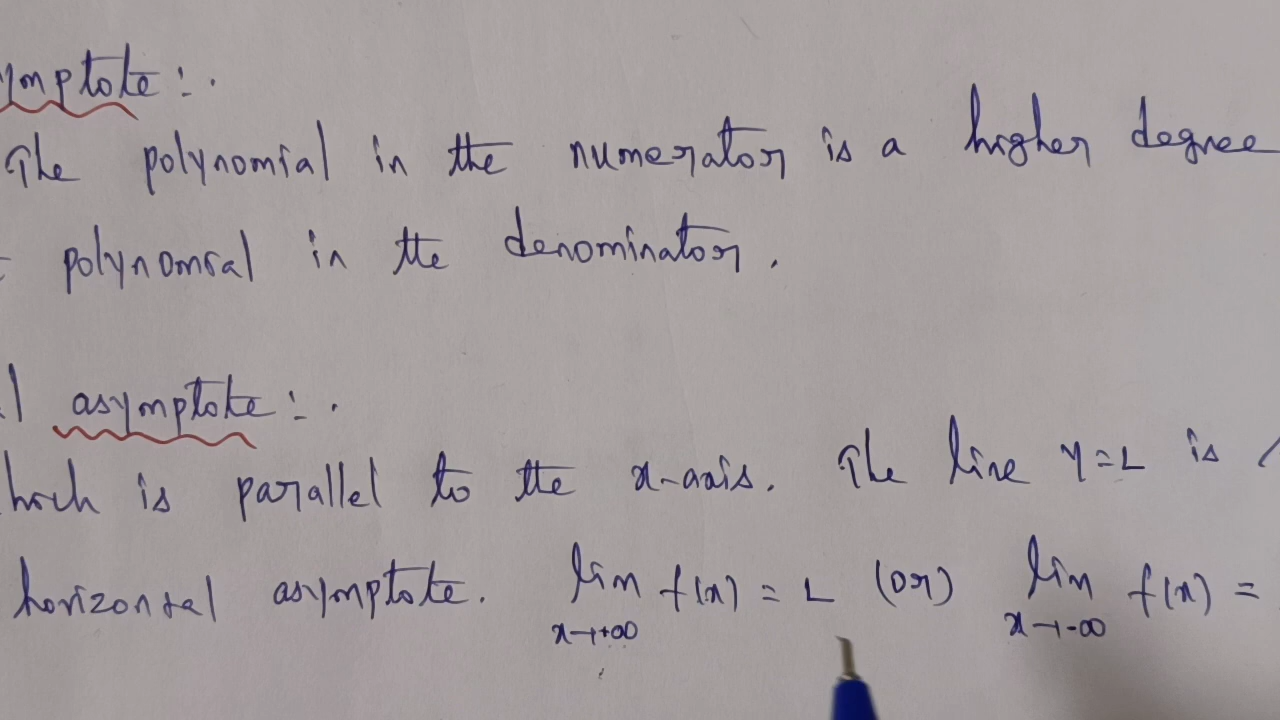 ymptote:-
The polynomial in the numerator is a higher degree
polynomial in the denominator.
l asymptote:-
hich is parallel to the x-axis. The line y=L is
horizontal asymptote. lim x→+∞ f(x) = L (or) lim x→-∞ f(x) =